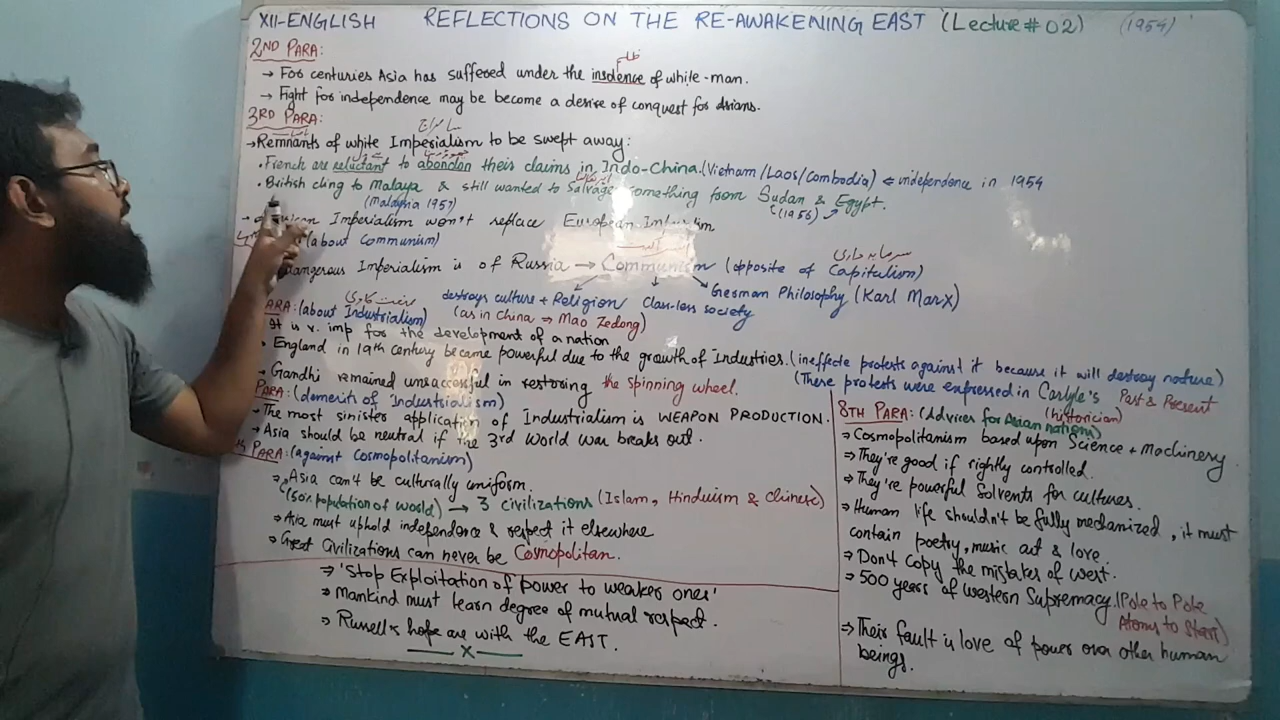 XII-ENGLISH REFLECTIONS ON THE RE-AWAKENING EAST (Lecture # 02) (1954)
2ND PARA:
ظلم
→ For centuries Asia has suffered under the insolence of white-man.
→ Fight for independence may be become a desire of conquest for Asians.
3RD PARA:
سامراج
→ Remnants of white Imperialism to be swept away:
• French are reluctant to abandon their claims in Indo-China. (Vietnam/Laos/Combodia) ← independence in 1954
• British cling to Malaya & still wanted to Salvage something from Sudan & Egypt.
(Malaysia 1957) (1956)
Imperialism won't replace European Imperialism
(about Communism)
سرمایہ داری
dangerous Imperialism is of Russia → Communism (opposite of Capitalism)
destroys culture + Religion Class-less society German Philosophy (Karl Marx)
(as in China ⇒ Mao Zedong)
صنعت کاری
PARA: (about Industrialism)
It is v. imp for the development of a nation
• England in 19th century became powerful due to the growth of Industries. (ineffecte protests against it because it will destroy nature)
(These protests were expressed in Carlyle's Past & Present
(historician)
→ Gandhi remained unsaccessful in restoring the spinning wheel.
PARA: (demerits of Industrialism)
→ The most sinister application of Industrialism is WEAPON PRODUCTION.
→ Asia should be neutral if the 3rd World War breaks out.
PARA: (against Cosmopolitanism)
→ Asia can't be culturally uniform.
(50% population of world) → 3 civilizations (Islam, Hinduism & Chinese)
→ Asia must uphold independence & respect it elsewhere
→ Great Civilizations can never be Cosmopolitan.
⇒ 'Stop Exploitation of power to weaker ones'
⇒ Mankind must learn degree of mutual respect.
⇒ Russell's hope are with the EAST.
— x —
8TH PARA: (Advices for Asian nations)
⇒ Cosmopolitanism based upon Science + Machinery.
⇒ They're good if rightly controlled.
⇒ They're powerful Solvents for cultures.
⇒ Human life shouldn't be fully mechanized, it must
contain poetry, music art & love
⇒ Don't copy the mistakes of west.
⇒ 500 years of western Supremacy. (Pole to Pole
Atoms to Stars)
⇒ Their fault is love of power over other human
beings.